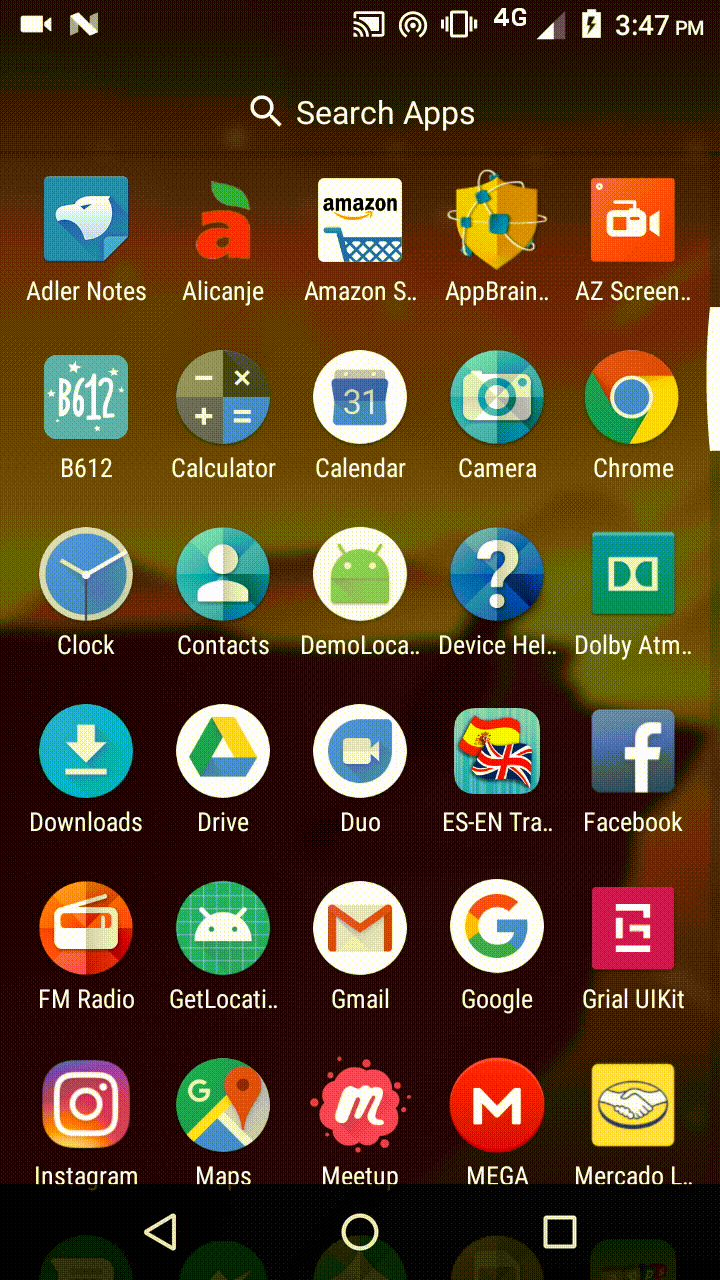 4G 3:47 PM
Search Apps
amazon
Adler Notes Alicanje Amazon S.. AppBrain.. AZ Screen..
B612 31
B612 Calculator Calendar Camera Chrome
Clock Contacts DemoLoca.. Device Hel.. Dolby Atm..
Downloads Drive Duo ES-EN Tra.. Facebook
FM Radio GetLocati.. Gmail Google Grial UIKit
Instagram Maps Meetup MEGA Mercado L..